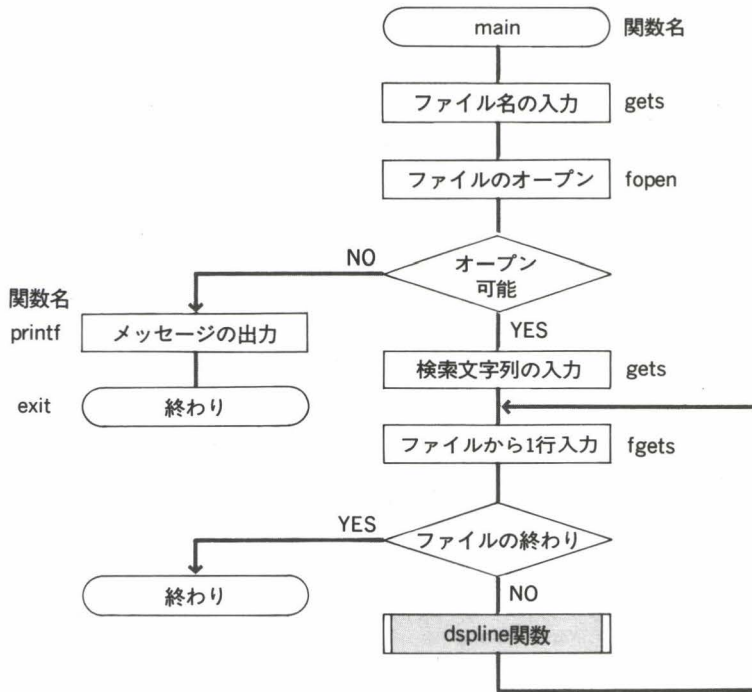 main 関数名
ファイル名の入力 gets
ファイルのオープン fopen
NO
オープン
可能
関数名
printf メッセージの出力
YES
検索文字列の入力 gets
exit 終わり
ファイルから1行入力 fgets
YES
ファイルの終わり
終わり
NO
dspline関数